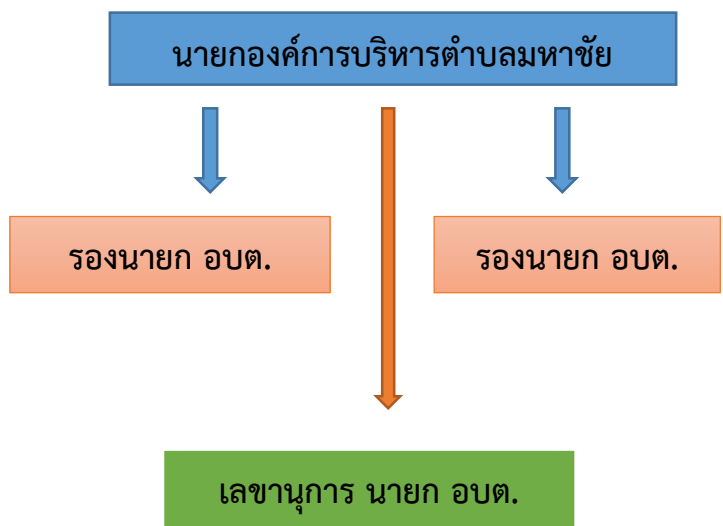 นายกองค์การบริหารตำบลมหาชัย
รองนายก อบต.
รองนายก อบต.
เลขานุการ นายก อบต.